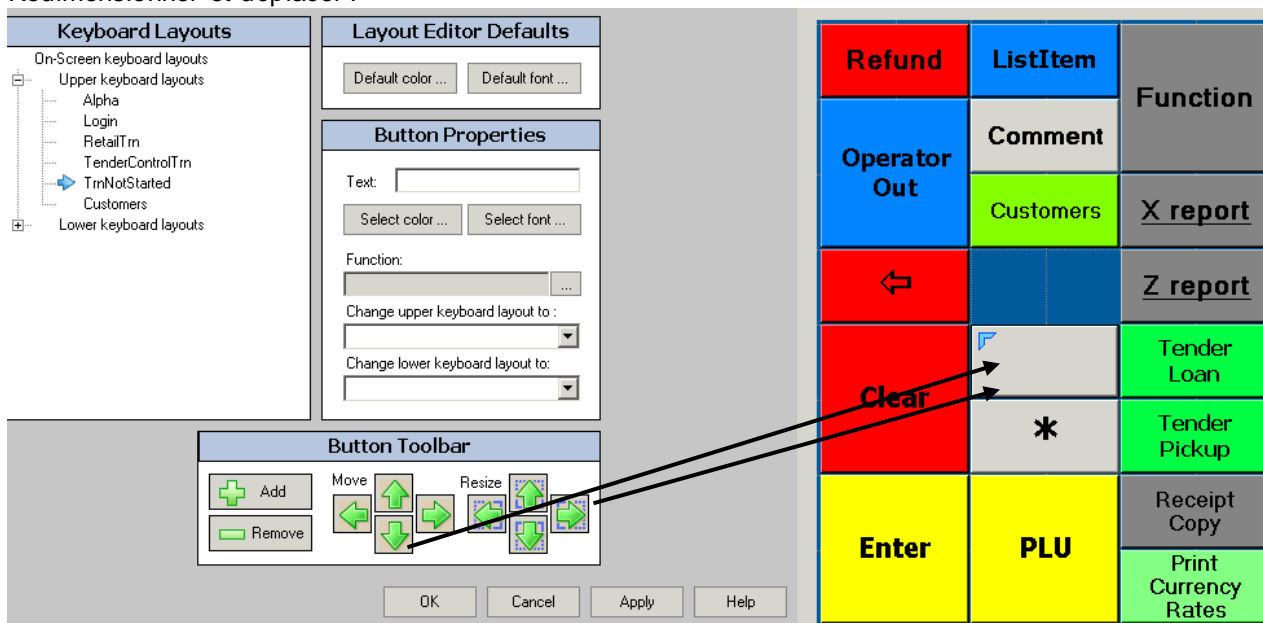 Redimensionner et déplacer :
Keyboard Layouts
On-Screen keyboard layouts
Upper keyboard layouts
Alpha
Login
RetailTrn
TenderControlTrn
TrnNotStarted
Customers
Lower keyboard layouts
Layout Editor Defaults
Default color ...
Default font ...
Button Properties
Text:
Select color ...
Select font ...
Function:
...
Change upper keyboard layout to :
Change lower keyboard layout to:
Button Toolbar
Add
Remove
Move
Resize
OK
Cancel
Apply
Help
Refund
ListItem
Function
Operator
Out
Comment
Customers
X report
Z report
Clear
Tender
Loan
*
Tender
Pickup
Enter
PLU
Receipt
Copy
Print
Currency
Rates